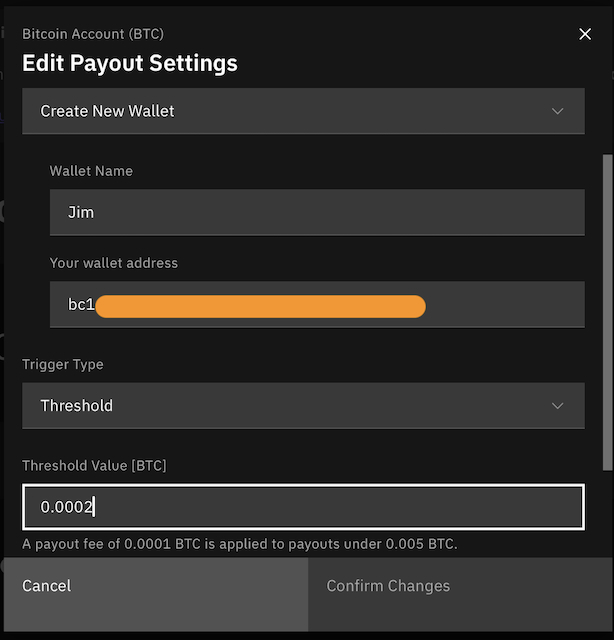 Bitcoin Account (BTC)
Edit Payout Settings
Create New Wallet
Wallet Name
Jim
Your wallet address
bc1
Trigger Type
Threshold
Threshold Value [BTC]
0.0002
A payout fee of 0.0001 BTC is applied to payouts under 0.005 BTC.
Cancel
Confirm Changes